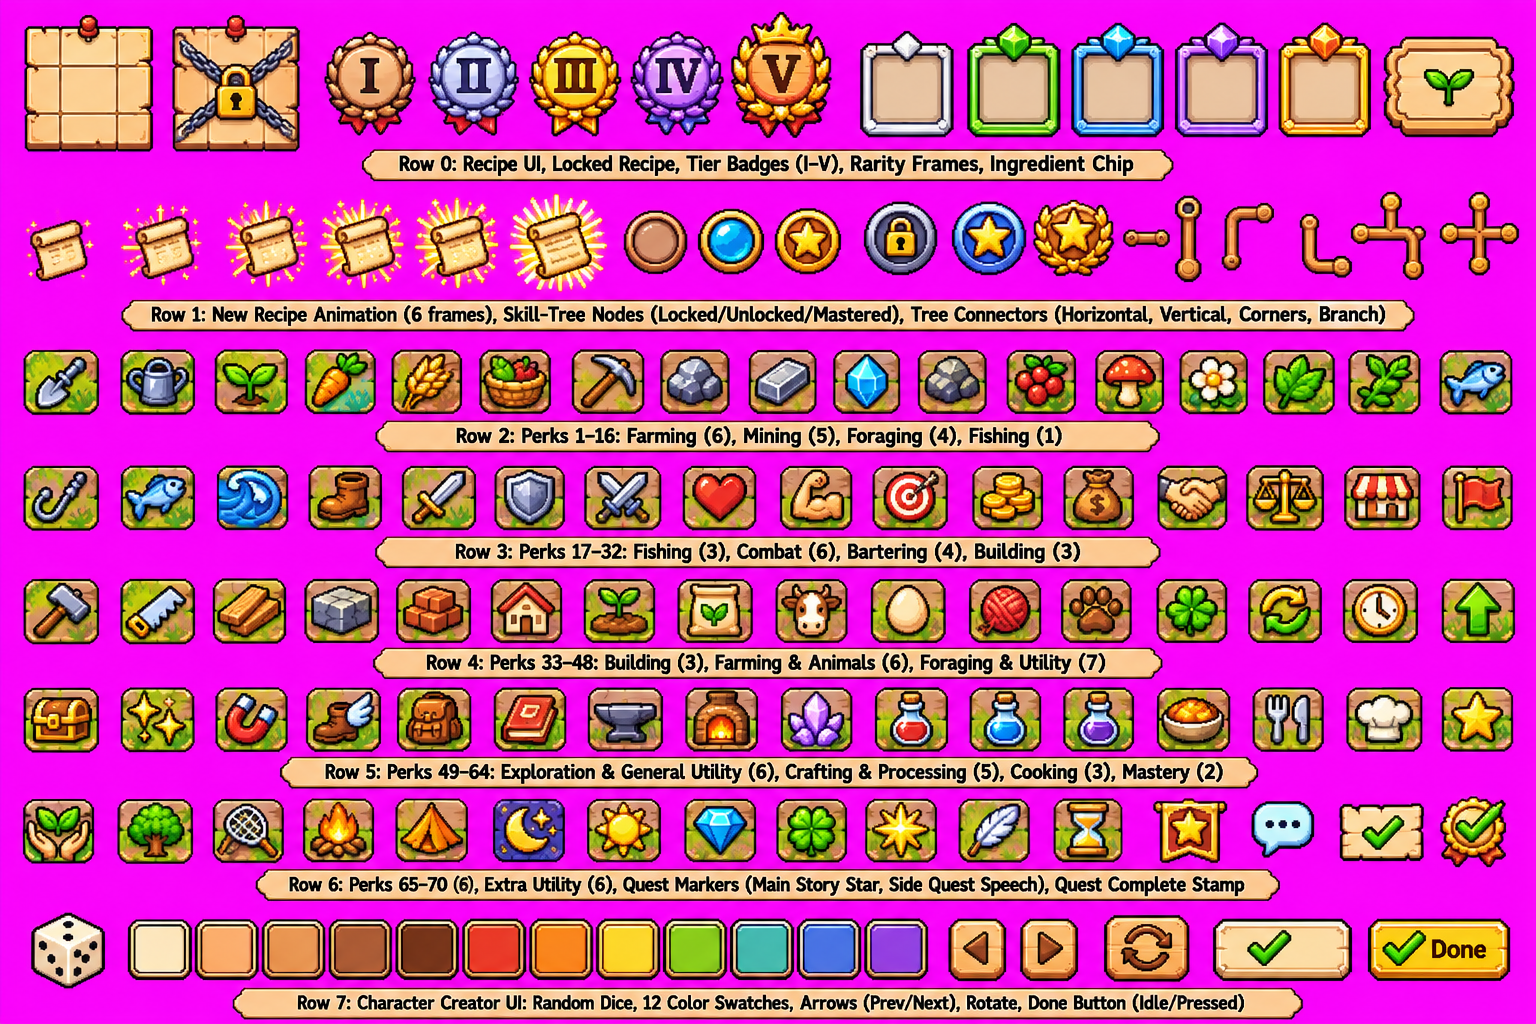 I II III IV V
Row 0: Recipe UI, Locked Recipe, Tier Badges (I–V), Rarity Frames, Ingredient Chip
Row 1: New Recipe Animation (6 frames), Skill-Tree Nodes (Locked/Unlocked/Mastered), Tree Connectors (Horizontal, Vertical, Corners, Branch)
Row 2: Perks 1–16: Farming (6), Mining (5), Foraging (4), Fishing (1)
$
Row 3: Perks 17–32: Fishing (3), Combat (6), Bartering (4), Building (3)
Row 4: Perks 33–48: Building (3), Farming & Animals (6), Foraging & Utility (7)
Row 5: Perks 49–64: Exploration & General Utility (6), Crafting & Processing (5), Cooking (3), Mastery (2)
Row 6: Perks 65–70 (6), Extra Utility (6), Quest Markers (Main Story Star, Side Quest Speech), Quest Complete Stamp
Done
Row 7: Character Creator UI: Random Dice, 12 Color Swatches, Arrows (Prev/Next), Rotate, Done Button (Idle/Pressed)